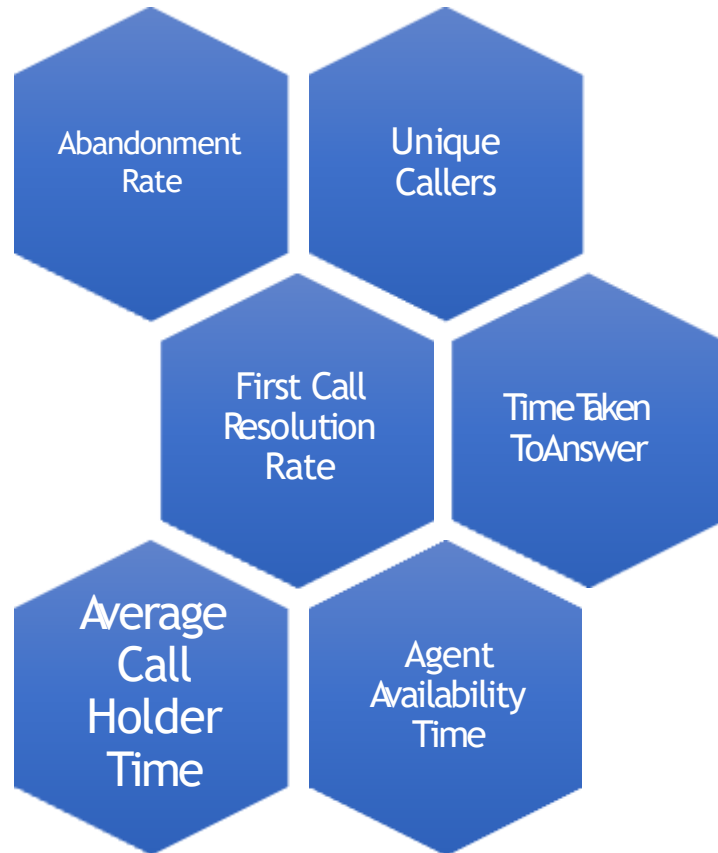 Abandonment
Rate
Unique
Callers
First Call
Resolution
Rate
Time Taken
To Answer
Average
Call
Holder
Time
Agent
Availability
Time